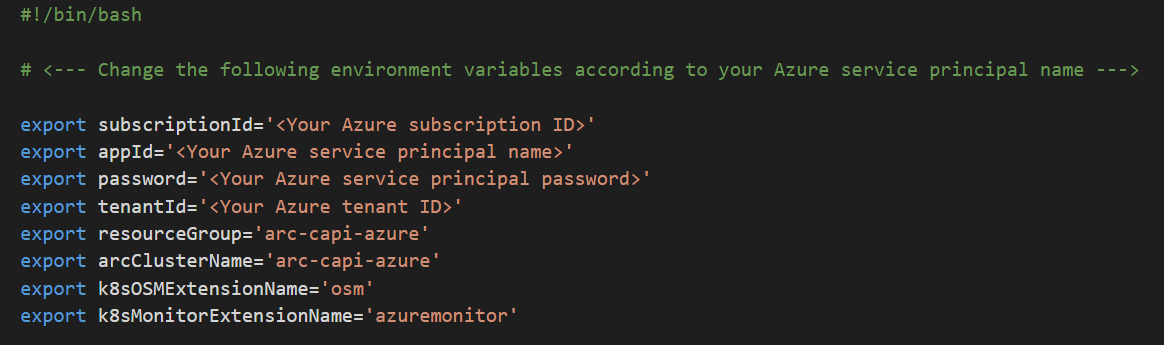 #!/bin/bash
# <--- Change the following environment variables according to your Azure service principal name --->
export subscriptionId='<Your Azure subscription ID>'
export appId='<Your Azure service principal name>'
export password='<Your Azure service principal password>'
export tenantId='<Your Azure tenant ID>'
export resourceGroup='arc-capi-azure'
export arcClusterName='arc-capi-azure'
export k8sOSMExtensionName='osm'
export k8sMonitorExtensionName='azuremonitor'